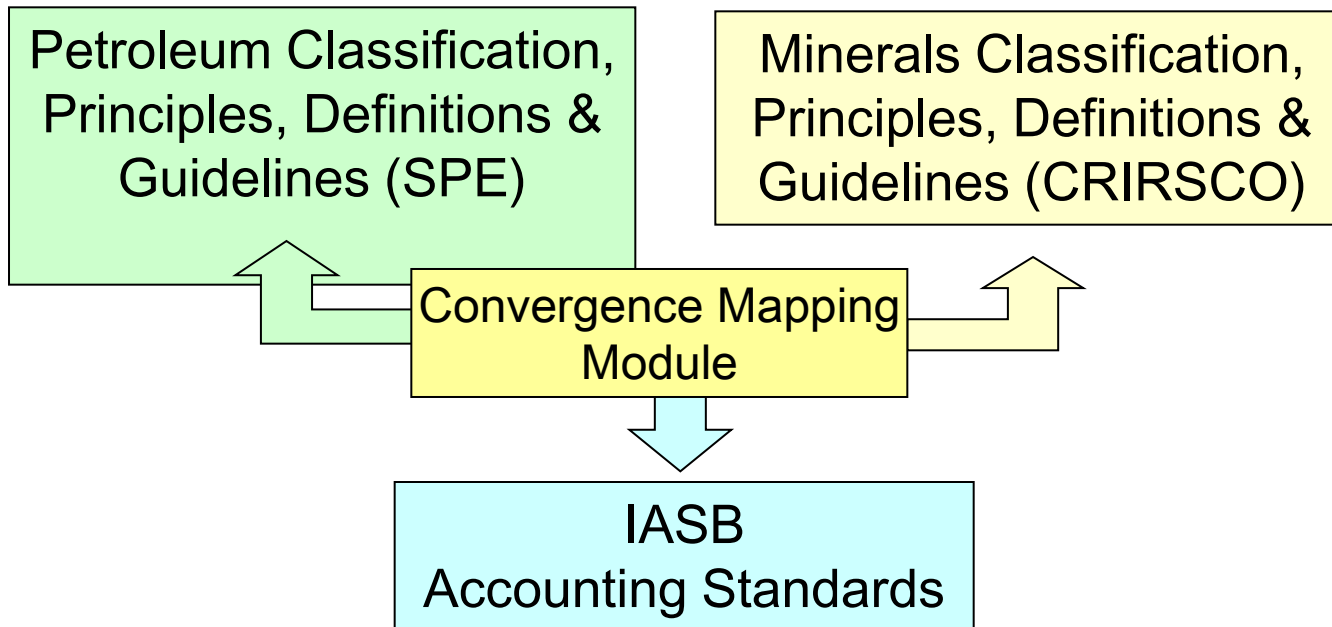 Petroleum Classification,
Principles, Definitions &
Guidelines (SPE)
Minerals Classification,
Principles, Definitions &
Guidelines (CRIRSCO)
Convergence Mapping
Module
IASB
Accounting Standards